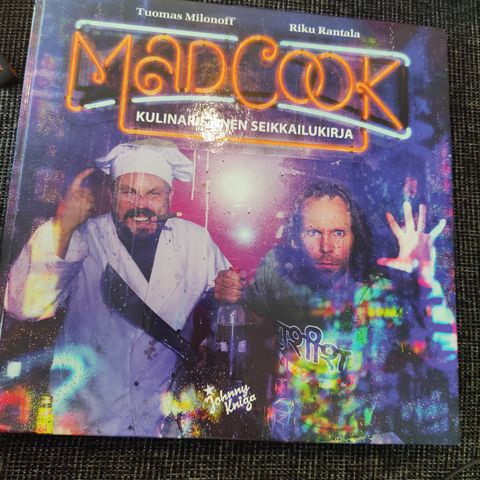 Tuomas Milonoff Riku Rantala
MADCOOK
KULINARISTINEN SEIKKAILUKIRJA
Johnny
Kniga